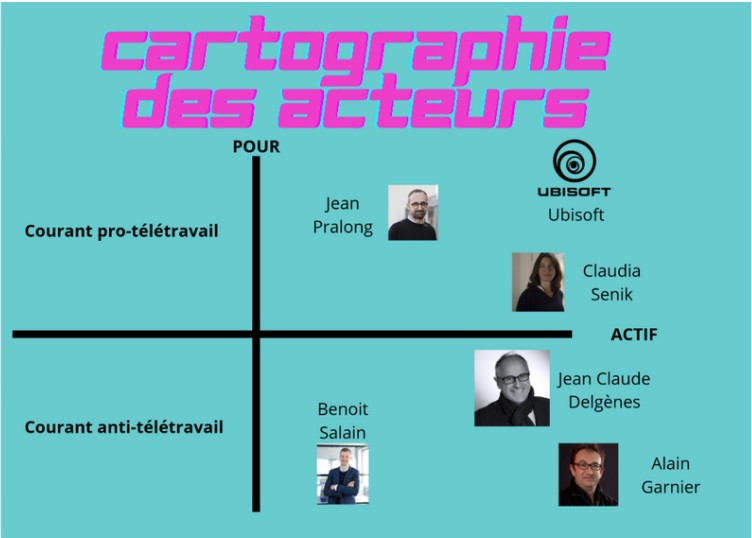 cartographie
des acteurs
POUR
UBISOFT
Jean
Pralong
Ubisoft
Courant pro-télétravail
Claudia
Senik
ACTIF
Jean Claude
Delgènes
Benoit
Salain
Courant anti-télétravail
Alain
Garnier